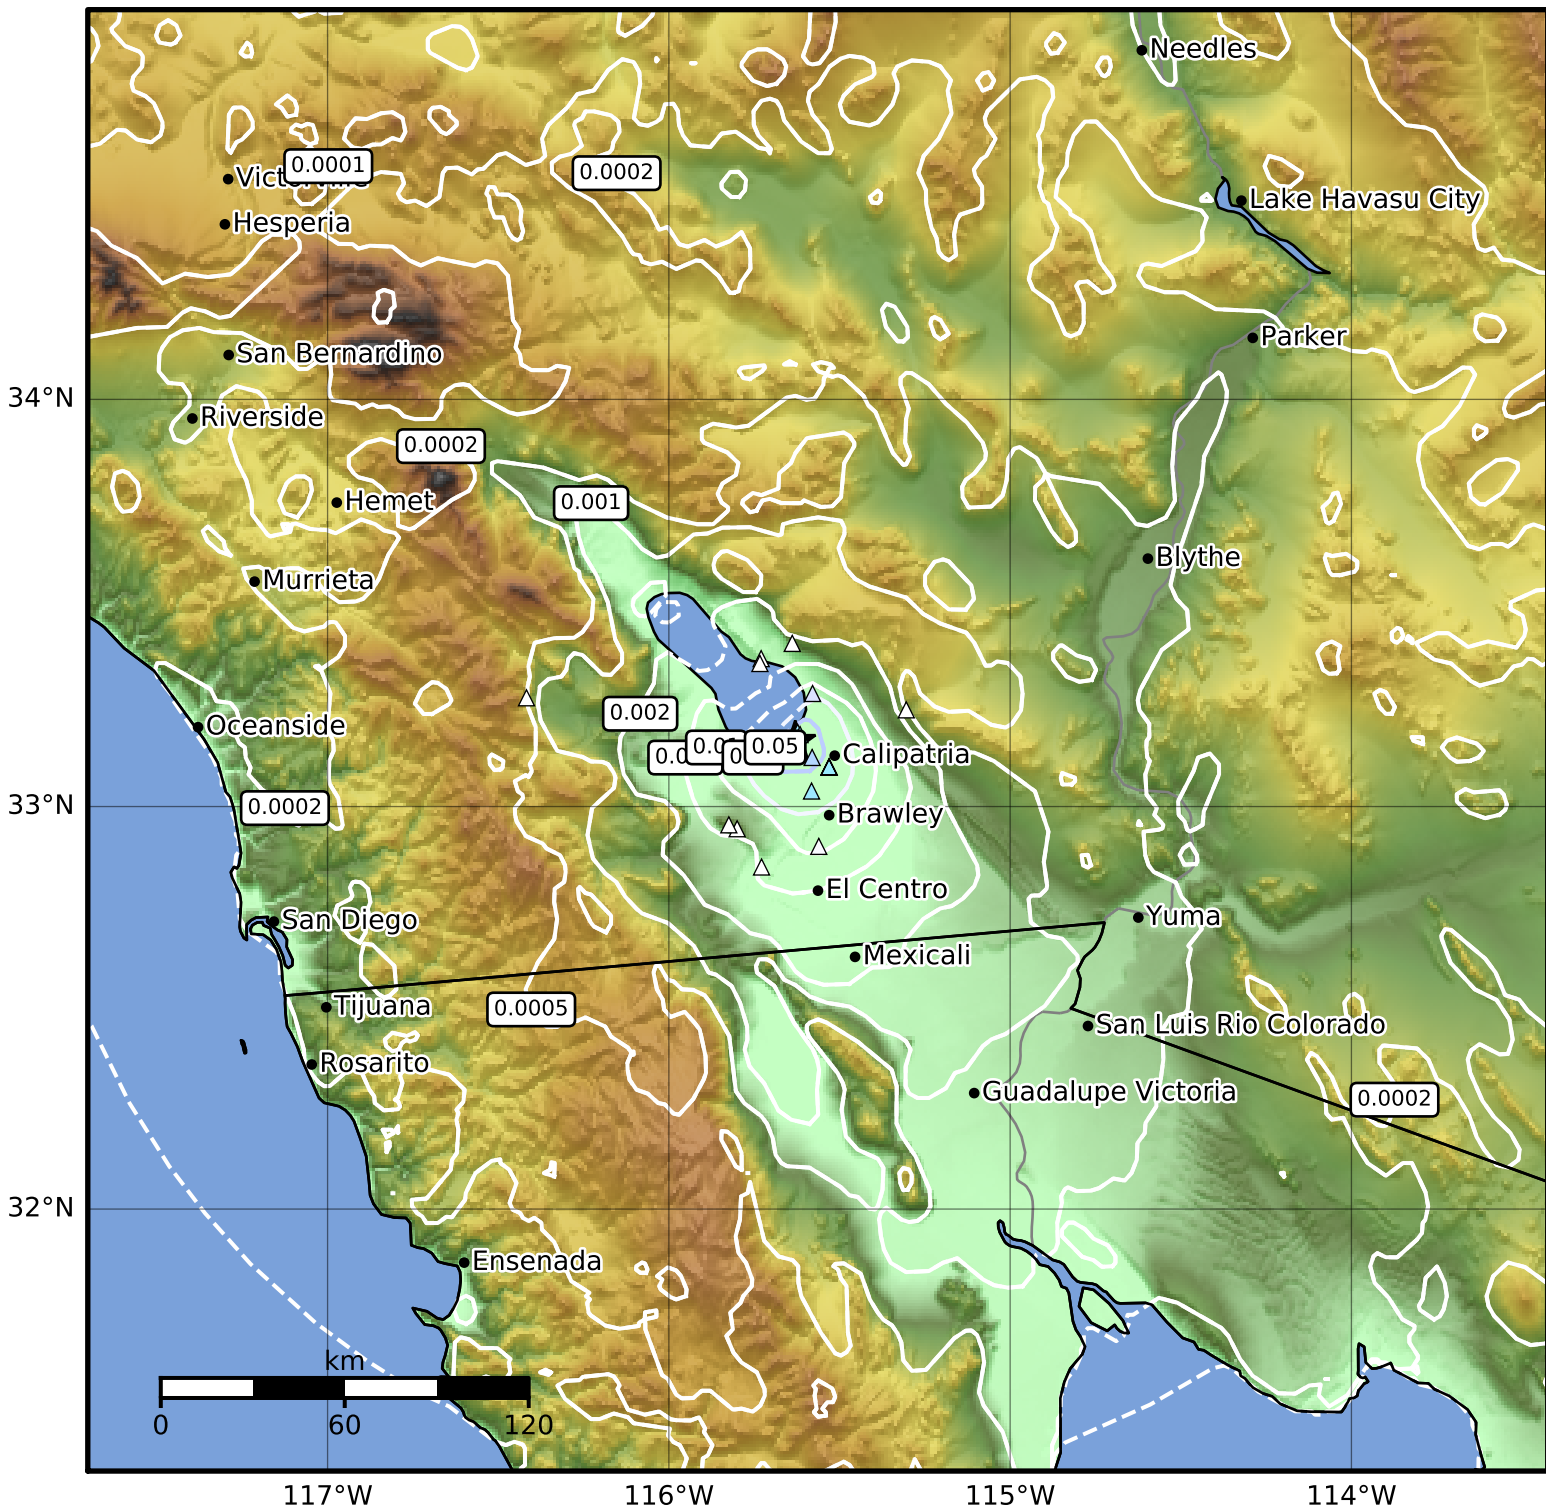 Needles
0.0001
0.0002
Lake Havasu City
Hesperia
Parker
San Bernardino
34°N
Riverside
0.0002
Hemet
0.001
Blythe
Murrieta
0.002
Oceanside
0.05
Calipatria
0.0002
33°N
Brawley
El Centro
San Diego
Yuma
Mexicali
Tijuana
0.0005
San Luis Rio Colorado
Rosarito
Guadalupe Victoria
0.0002
32°N
Ensenada
km
0 60 120
117°W 116°W 115°W 114°W